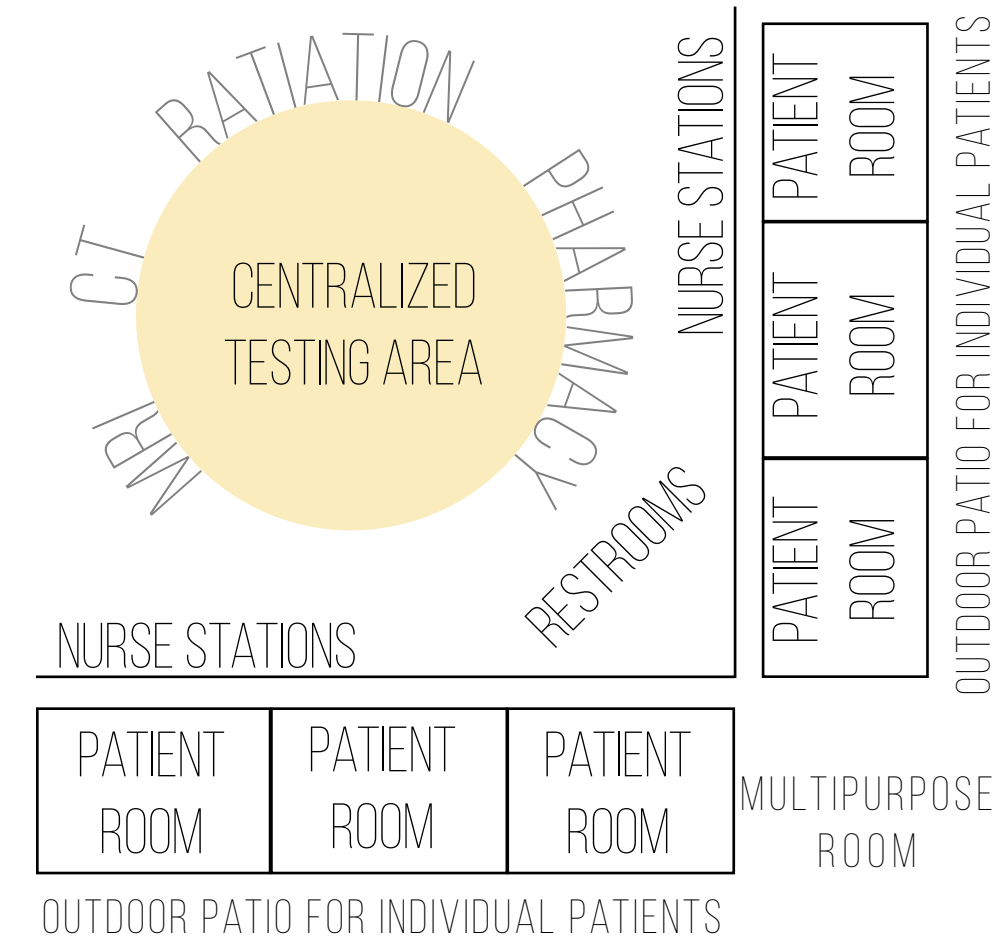 RATIATION
CT
MRI
PHARMACY
CENTRALIZED
TESTING AREA
NURSE STATIONS
PATIENT
ROOM
PATIENT
ROOM
PATIENT
ROOM
OUTDOOR PATIO FOR INDIVIDUAL PATIENTS
RESTROOMS
NURSE STATIONS
PATIENT
ROOM
PATIENT
ROOM
PATIENT
ROOM
MULTIPURPOSE
ROOM
OUTDOOR PATIO FOR INDIVIDUAL PATIENTS